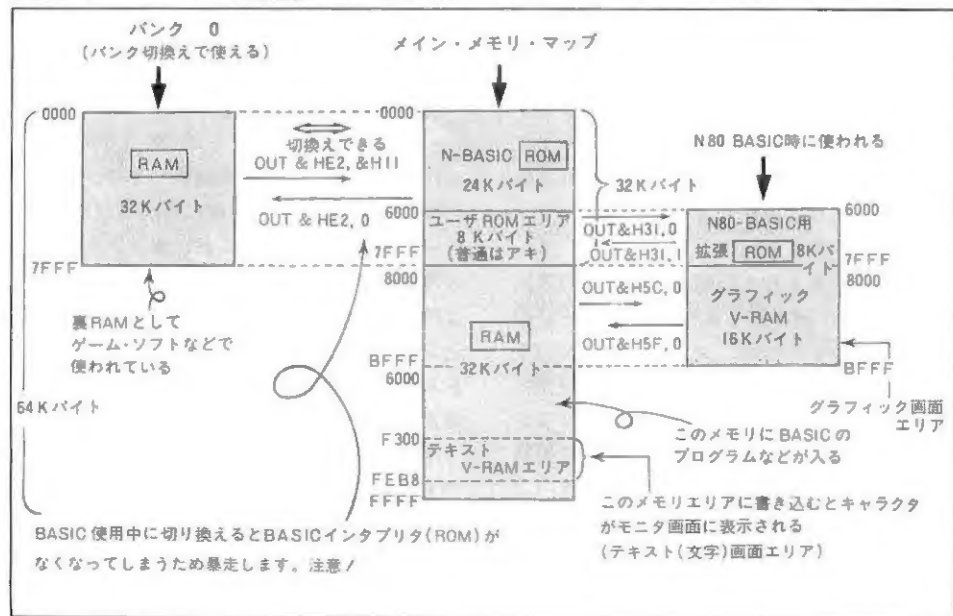 バンク 0
(バンク切換えで使える)
メイン・メモリ・マップ
N80 BASIC時に使われる
0000
RAM
32Kバイト
7FFF
切換えできる
OUT & HE2, &H11
OUT & HE2, 0
0000
N-BASIC ROM
24Kバイト
6000
ユーザROMエリア
8Kバイト
(普通はアキ)
7FFF
8000
32Kバイト
OUT&H31, 0
OUT&H31, 1
OUT&H5C, 0
OUT&H5F, 0
6000
N80-BASIC用
拡張 ROM 8Kバイト
7FFF
8000
グラフィック
V-RAM
16Kバイト
BFFF
グラフィック画面
エリア
RAM
32Kバイト
BFFF
6000
F300
テキスト
V-RAMエリア
FEB8
FFFF
裏RAMとして
ゲーム・ソフトなどで
使われている
64Kバイト
このメモリにBASICの
プログラムなどが入る
このメモリエリアに書き込むとキャラクタ
がモニタ画面に表示される
(テキスト(文字)画面エリア)
BASIC使用中に切り換えるとBASICインタプリタ(ROM)が
なくなってしまうため暴走します。注意!